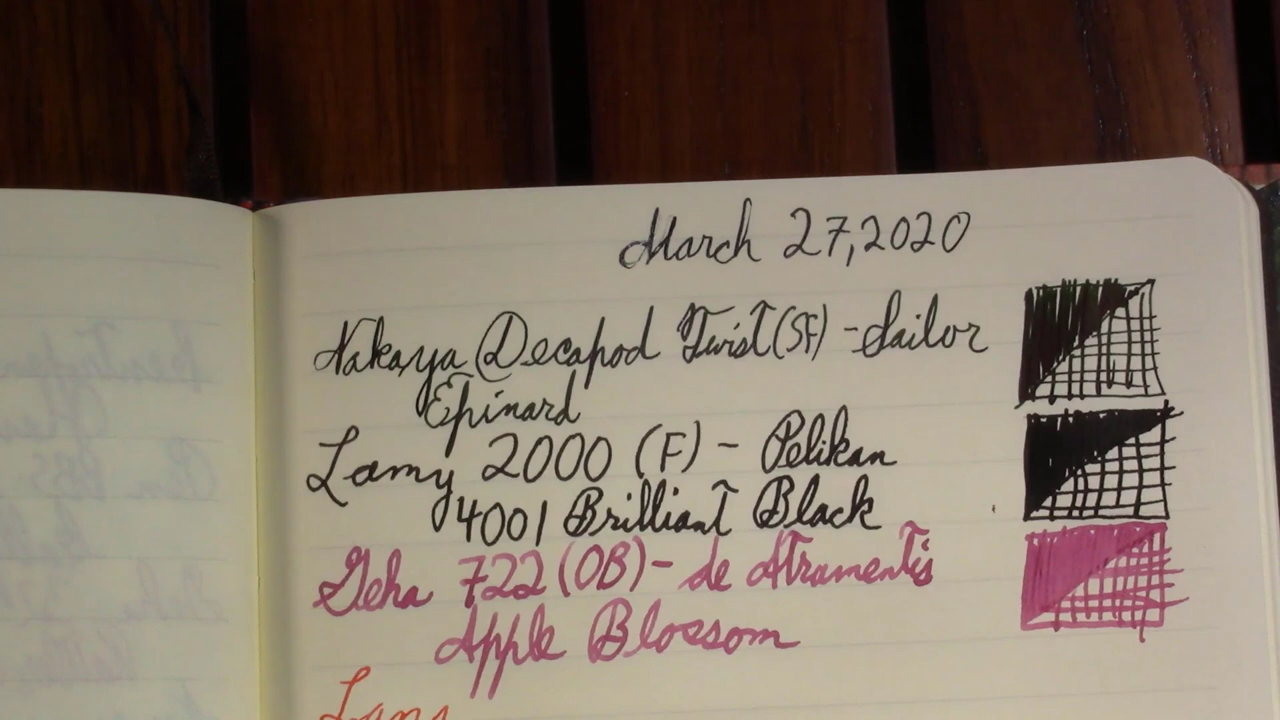 March 27, 2020
Nakaya Decapod Twist (SF) - Sailor
Epinard
Lamy 2000 (F) - Pelikan
4001 Brilliant Black
Geha 722 (OB) - de Atramentis
Apple Blossom